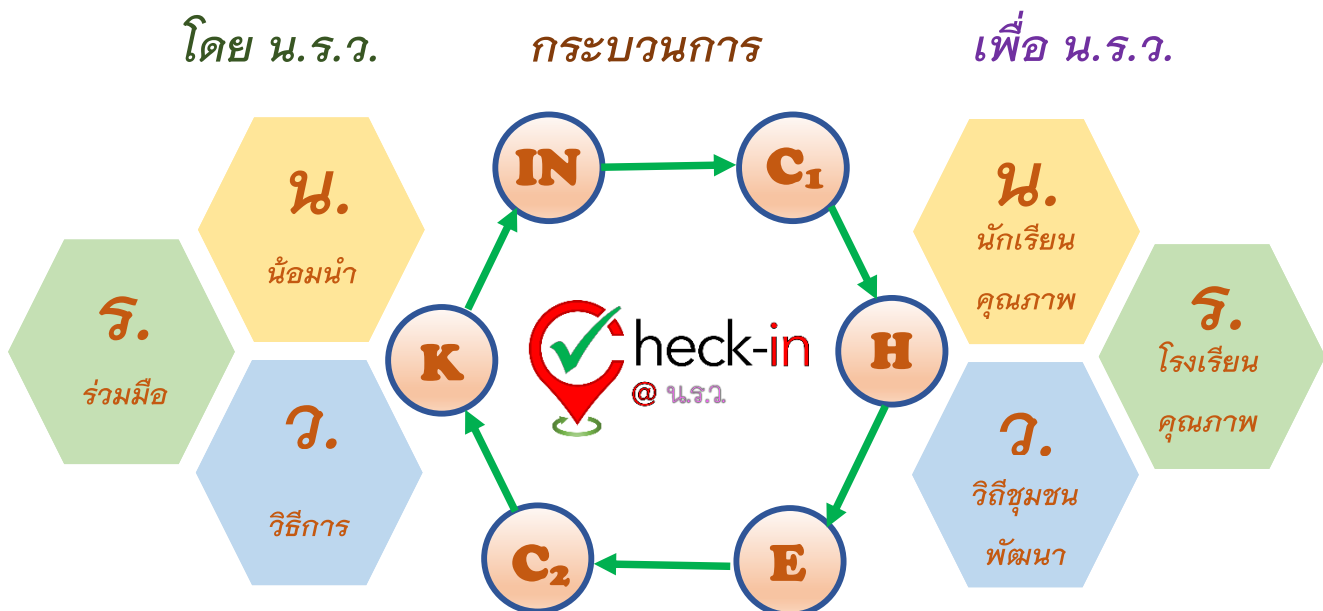 โดย น.ร.ว.
กระบวนการ
เพื่อ น.ร.ว.
น.
น้อมนำ
ร.
ร่วมมือ
ว.
วิธีการ
IN
C₁
H
E
C₂
K
Check-in
@ น.ร.ว.
น.
นักเรียน
คุณภาพ
ร.
โรงเรียน
คุณภาพ
ว.
วิถีชุมชน
พัฒนา